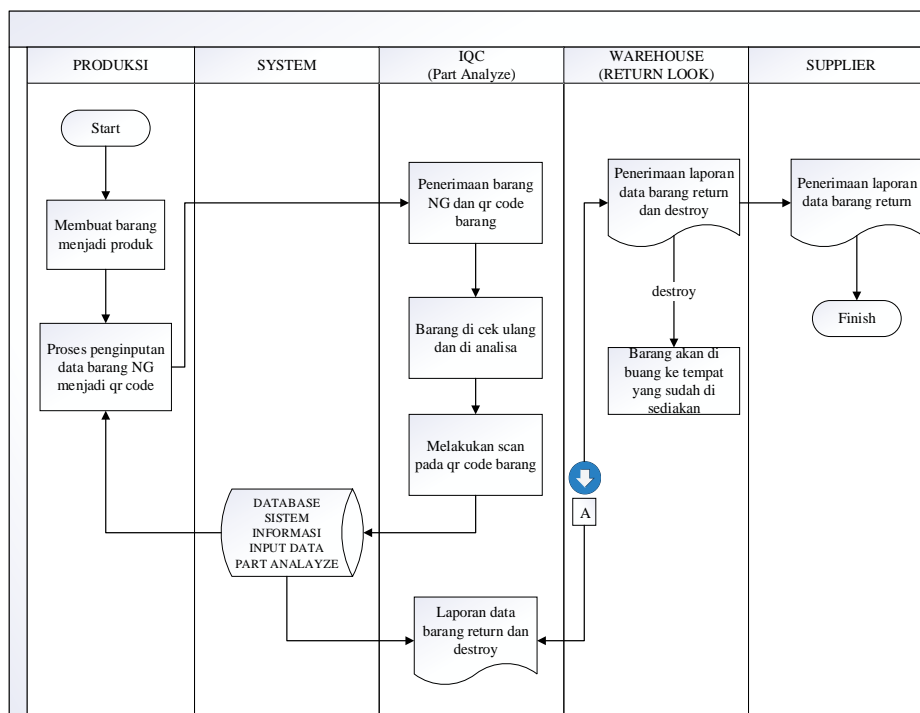 PRODUKSI
SYSTEM
IQC
(Part Analyze)
WAREHOUSE
(RETURN LOOK)
SUPPLIER
Start
Membuat barang
menjadi produk
Proses penginputan
data barang NG
menjadi qr code
DATABASE
SISTEM
INFORMASI
INPUT DATA
PART ANALAYZE
Penerimaan barang
NG dan qr code
barang
Barang di cek ulang
dan di analisa
Melakukan scan
pada qr code barang
Laporan data
barang return dan
destroy
Penerimaan laporan
data barang return
dan destroy
destroy
Barang akan di
buang ke tempat
yang sudah di
sediakan
A
Penerimaan laporan
data barang return
Finish